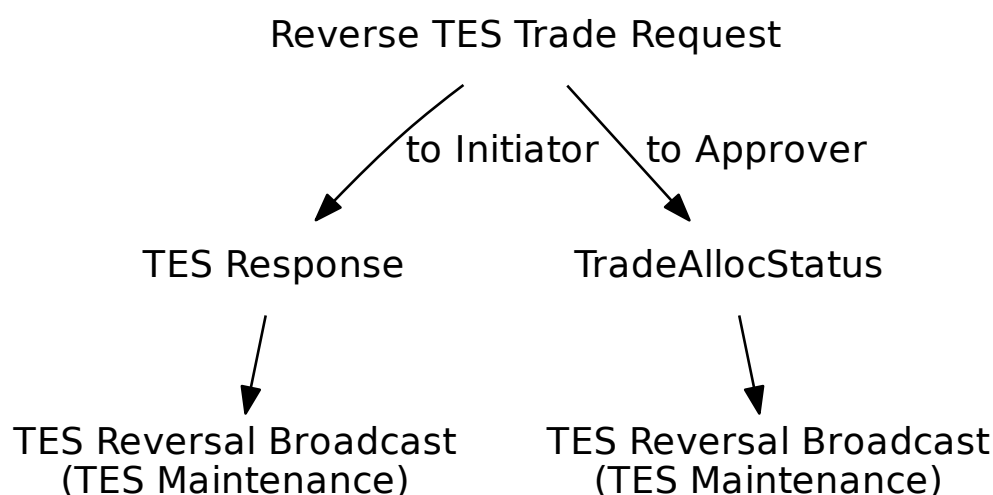 Reverse TES Trade Request
to Initiator
to Approver
TES Response
TradeAllocStatus
TES Reversal Broadcast
(TES Maintenance)
TES Reversal Broadcast
(TES Maintenance)